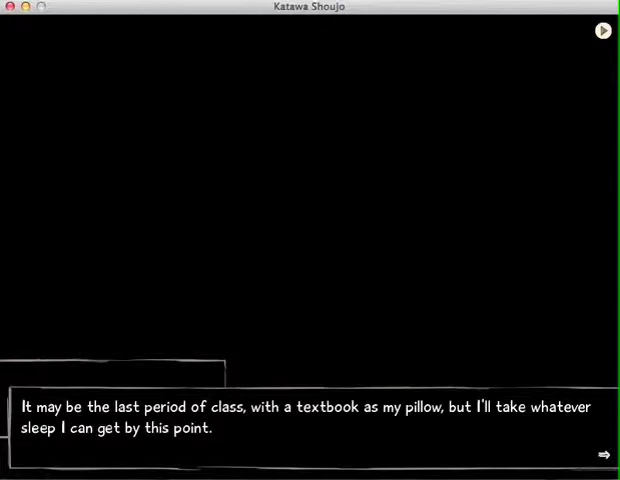 Katawa Shoujo
It may be the last period of class, with a textbook as my pillow, but I'll take whatever
sleep I can get by this point.